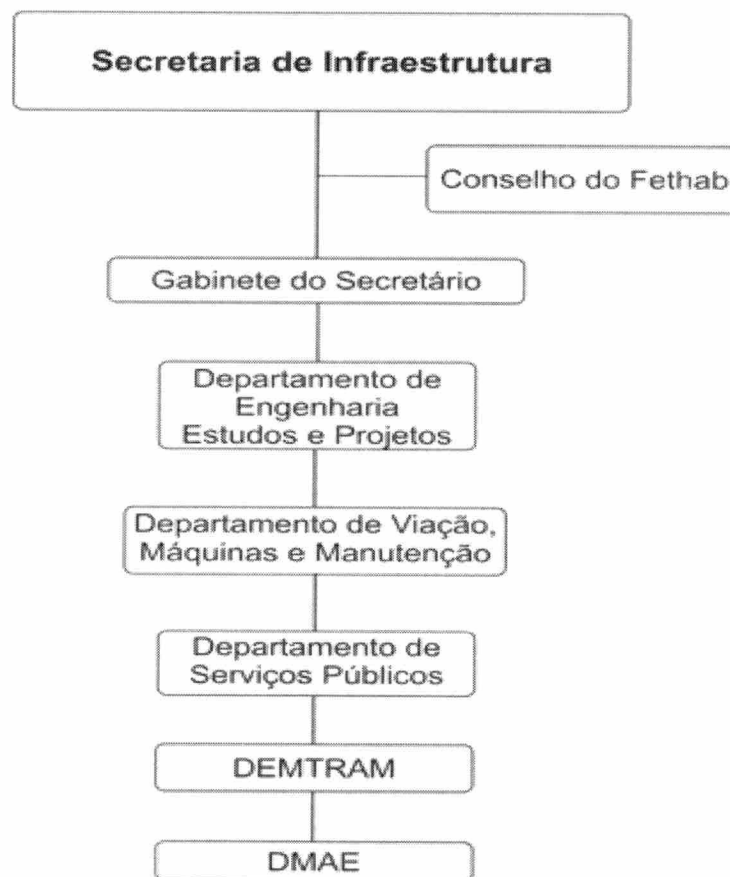 Secretaria de Infraestrutura
Conselho do Fethab
Gabinete do Secretário
Departamento de
Engenharia
Estudos e Projetos
Departamento de Viação,
Máquinas e Manutenção
Departamento de
Serviços Públicos
DEMTRAM
DMAE